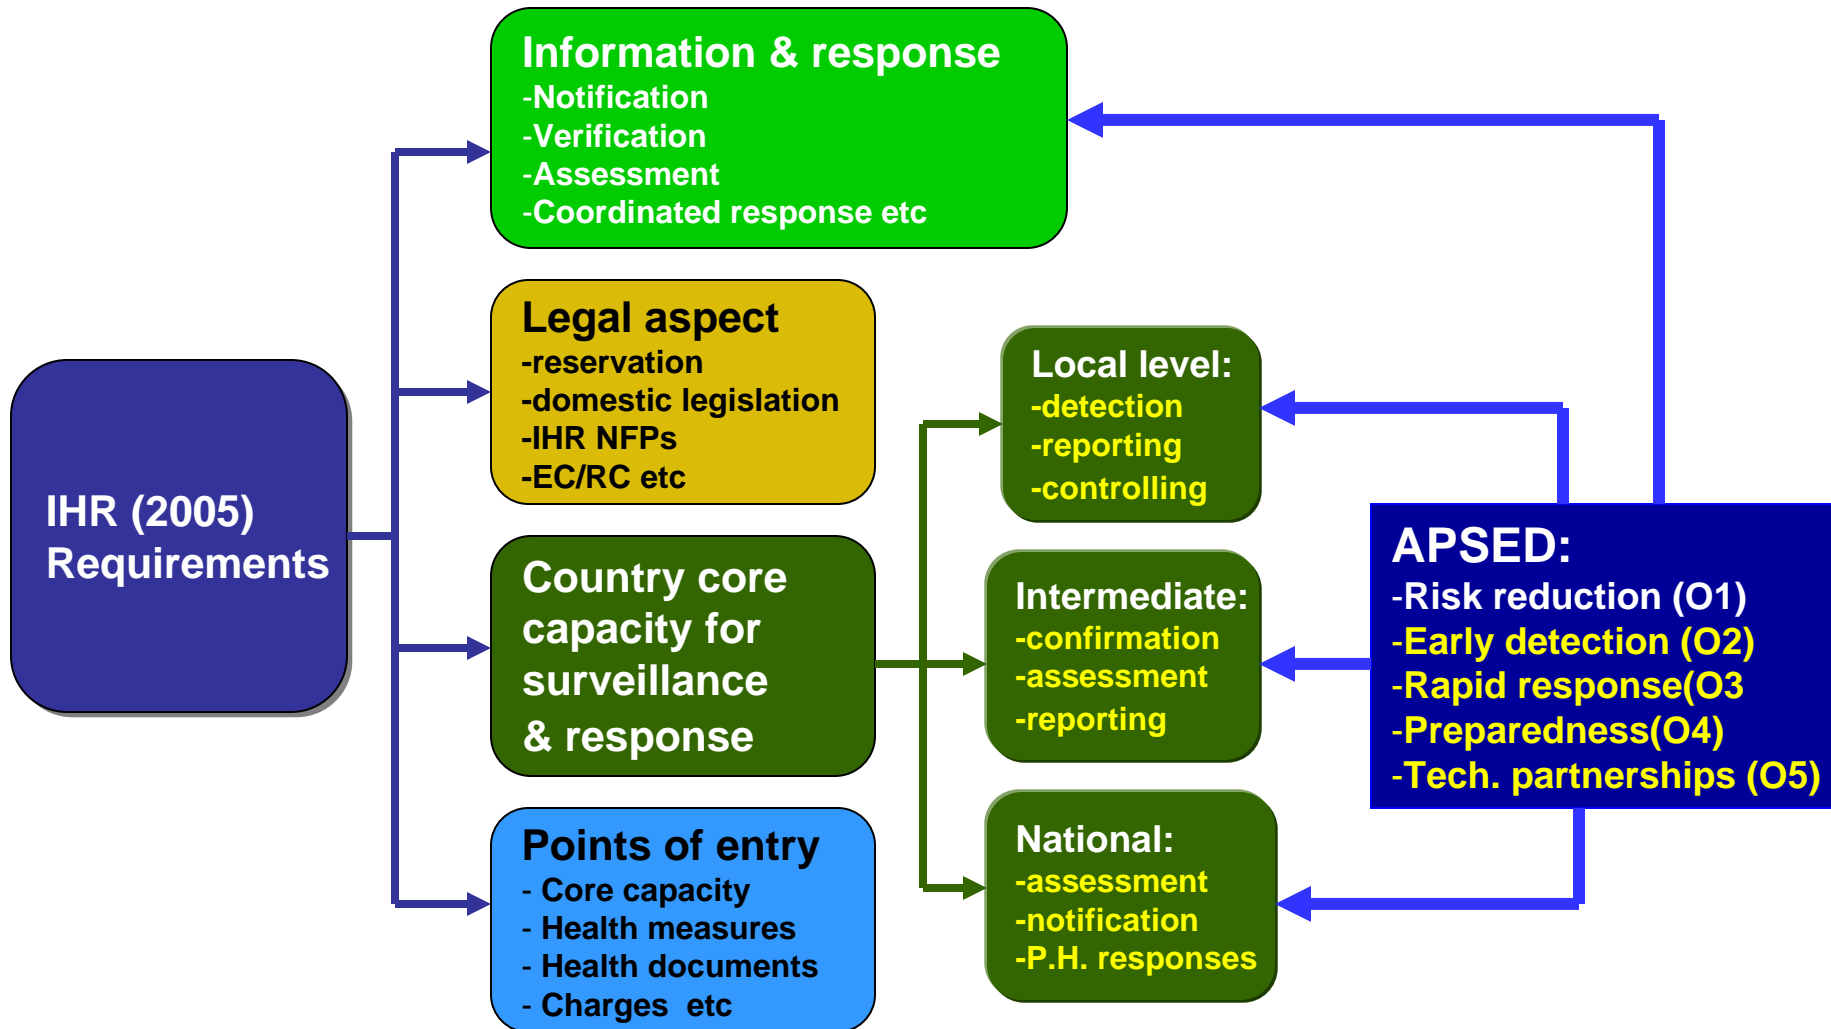 Information & response
-Notification
-Verification
-Assessment
-Coordinated response etc
Legal aspect
-reservation
-domestic legislation
-IHR NFPs
-EC/RC etc
IHR (2005)
Requirements
Country core
capacity for
surveillance
& response
Points of entry
- Core capacity
- Health measures
- Health documents
- Charges  etc
Local level:
-detection
-reporting
-controlling
Intermediate:
-confirmation
-assessment
-reporting
National:
-assessment
-notification
-P.H. responses
APSED:
-Risk reduction (O1)
-Early detection (O2)
-Rapid response(O3
-Preparedness(O4)
-Tech. partnerships (O5)